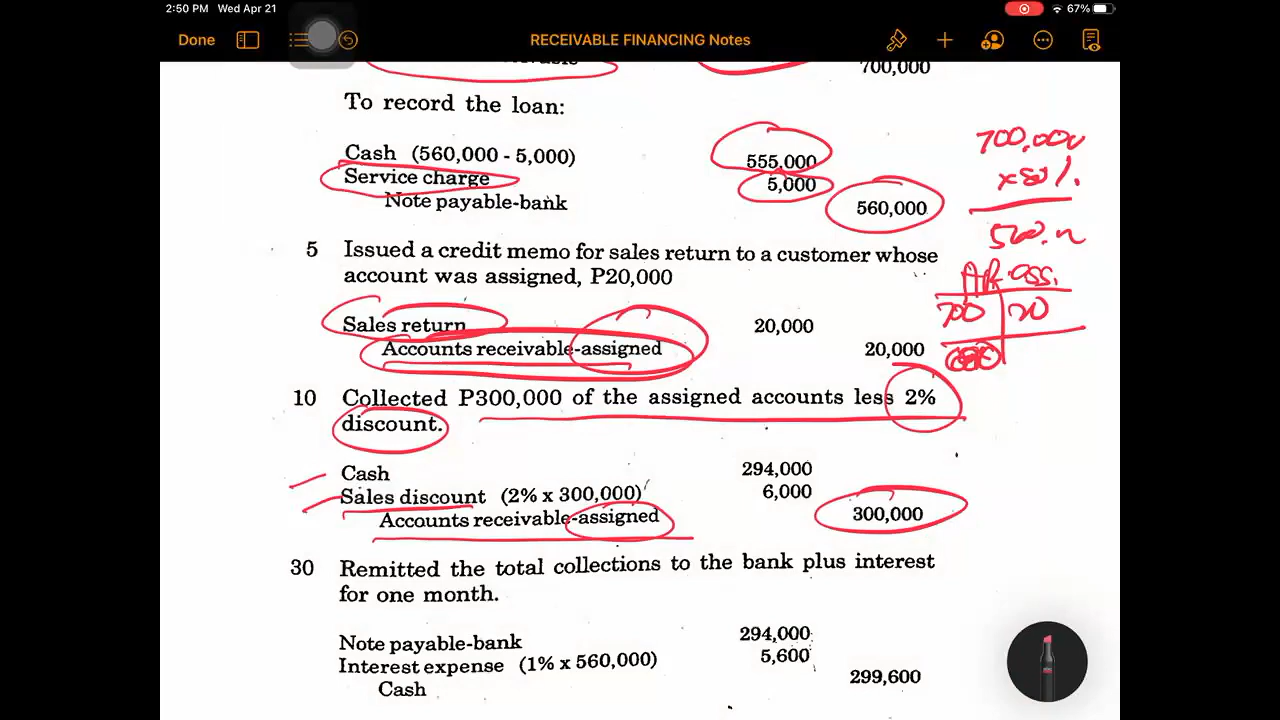 2:50 PM Wed Apr 21
67%
Done
RECEIVABLE FINANCING Notes
700,000
To record the loan:
Cash (560,000 - 5,000) 555,000
Service charge 5,000
Note payable-bank 560,000
700,000
x80%
560
AR-ass.
700 20
680
5 Issued a credit memo for sales return to a customer whose
account was assigned, P20,000
Sales return 20,000
Accounts receivable-assigned 20,000
10 Collected P300,000 of the assigned accounts less 2%
discount.
Cash 294,000
Sales discount (2% x 300,000) 6,000
Accounts receivable-assigned 300,000
30 Remitted the total collections to the bank plus interest
for one month.
Note payable-bank 294,000
Interest expense (1% x 560,000) 5,600
Cash 299,600